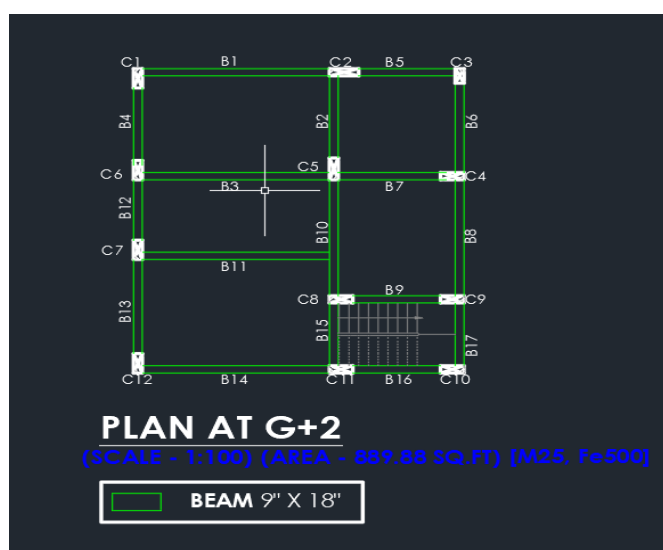 C1 B1 C2 B5 C3
B4 B2 B6
C6 C5 C4
B3 B7
B12 B10 B8
C7
B11
C8 B9 C9
B13 B15 B17
C12 B14 C11 B16 C10
PLAN AT G+2
(SCALE - 1:100) (AREA - 889.88 SQ.FT) [M25, Fe500]
BEAM 9" X 18"